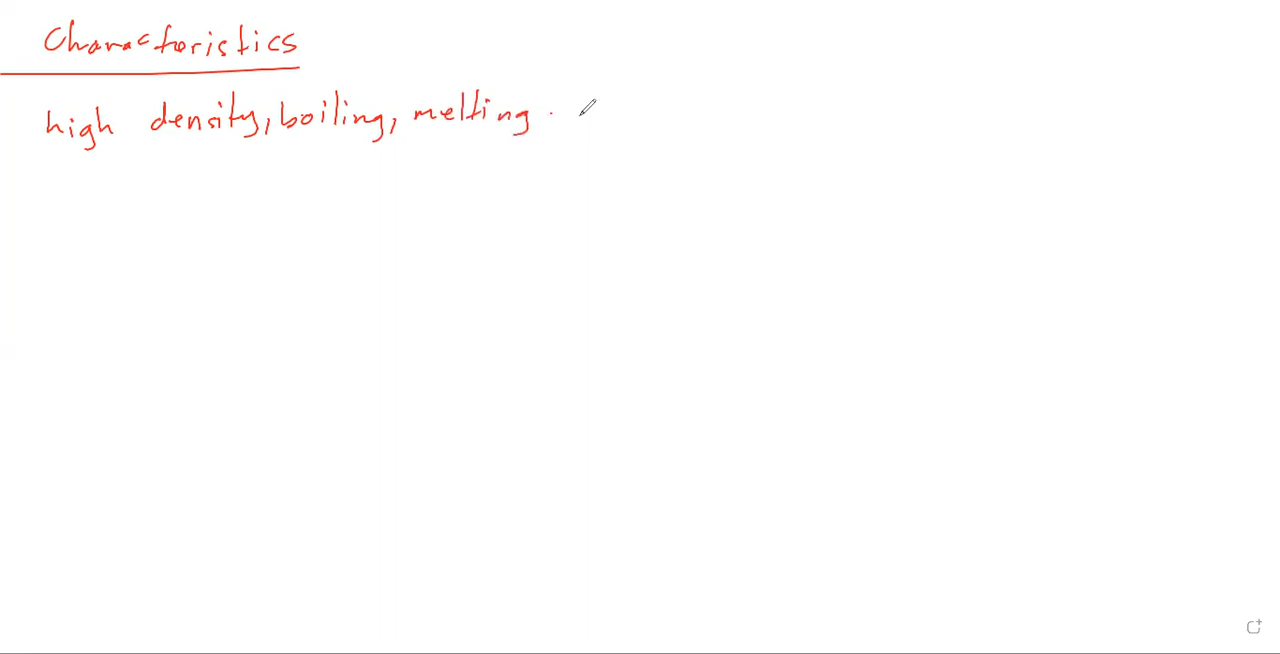 Characteristics
high density, boiling, melting .